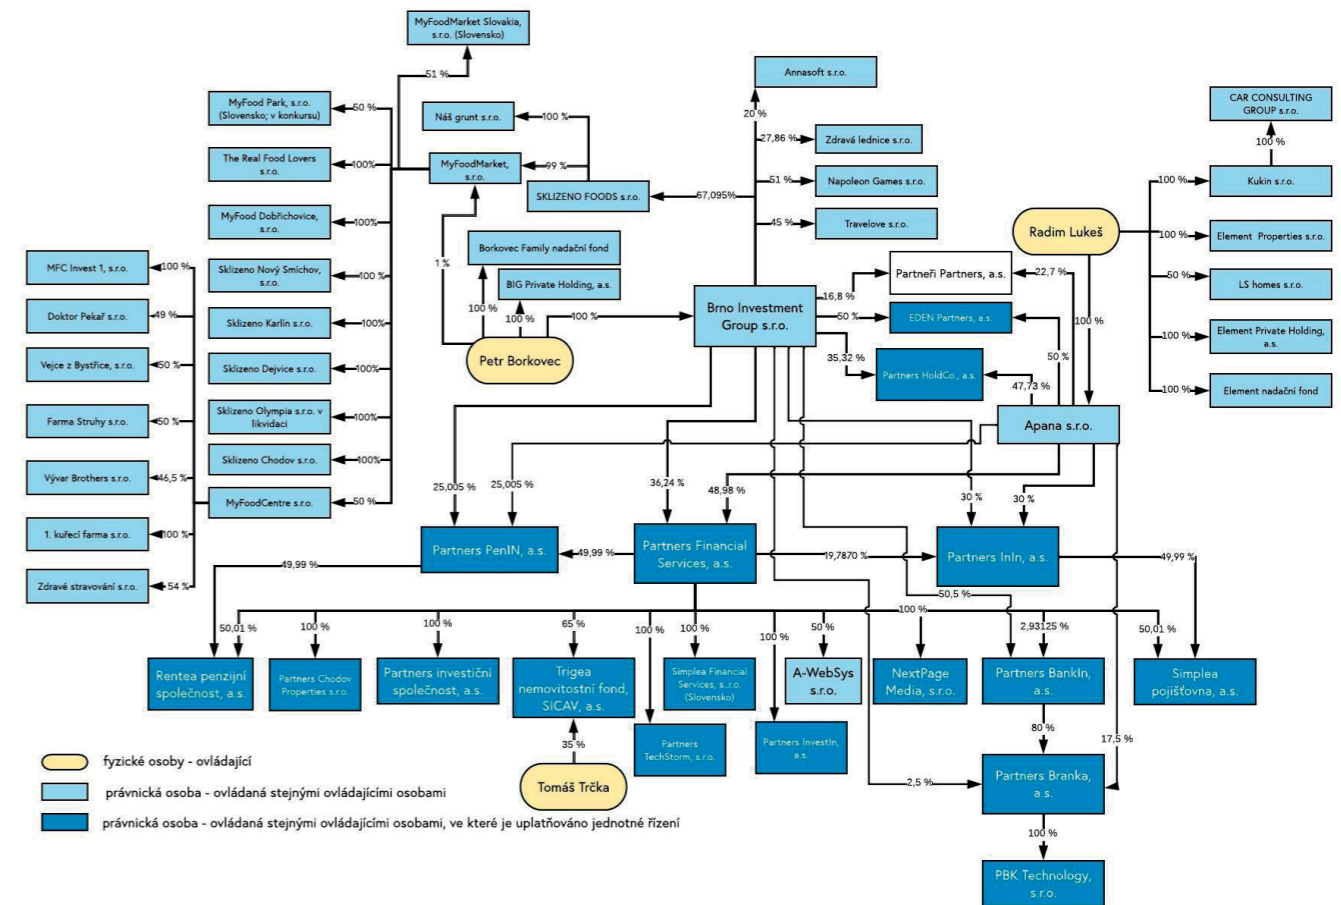 MyFoodMarket Slovakia,
s.r.o. (Slovensko)
51 %
MyFood Park, s.r.o.
(Slovensko; v konkursu)
50 %
The Real Food Lovers
s.r.o.
100%
MyFood Dobřichovice,
s.r.o.
100%
Sklizeno Nový Smíchov,
s.r.o.
100 %
Sklizeno Karlín s.r.o.
100%
Sklizeno Dejvice s.r.o.
100%
Sklizeno Olympia s.r.o. v
likvidaci
100%
Sklizeno Chodov s.r.o.
100%
MyFoodCentre s.r.o.
50 %
MFC Invest 1, s.r.o.
100 %
Doktor Pekař s.r.o.
49 %
Vejce z Bystřice, s.r.o.
50 %
Farma Struhy s.r.o.
50 %
Vývar Brothers s.r.o.
46,5 %
1. kuřecí farma s.r.o.
100 %
Zdravé stravování s.r.o.
54 %
Náš grunt s.r.o.
100 %
MyFoodMarket,
s.r.o.
99 %
SKLIZENO FOODS s.r.o.
67,095%
1 %
Borkovec Family nadační fond
100 %
BIG Private Holding, a.s.
100 %
Petr Borkovec
100 %
Annasoft s.r.o.
20 %
27,86 %
Zdravá lednice s.r.o.
51 %
Napoleon Games s.r.o.
45 %
Travelove s.r.o.
Brno Investment
Group s.r.o.
16,8 %
Partneři Partners, a.s.
22,7 %
50 %
EDEN Partners, a.s.
50 %
35,32 %
Partners HoldCo., a.s.
47,73 %
Radim Lukeš
100 %
Apana s.r.o.
CAR CONSULTING
GROUP s.r.o.
100 %
100 %
Kukin s.r.o.
100 %
Element Properties s.r.o.
50 %
LS homes s.r.o.
100 %
Element Private Holding,
a.s.
100 %
Element nadační fond
25,005 %
25,005 %
36,24 %
48,98 %
30 %
30 %
Partners PenIN, a.s.
49,99 %
Partners Financial
Services, a.s.
19,7870 %
Partners InIn, a.s.
49,99 %
49,99 %
50,5 %
50,01 %
100 %
100 %
65 %
100 %
100 %
100 %
50 %
100 %
2,93125 %
50,01 %
Rentea penzijní
společnost, a.s.
Partners Chodov
Properties s.r.o.
Partners investiční
společnost, a.s.
Trigea
nemovitostní fond,
SICAV, a.s.
Simplea Financial
Services, s..r.o.
(Slovensko)
A-WebSys
s.r.o.
NextPage
Media, s.r.o.
Partners BankIn,
a.s.
Simplea
pojišťovna, a.s.
Partners
TechStorm, s.r.o.
Partners InvestIn,
a.s.
35 %
Tomáš Trčka
80 %
17,5 %
2,5 %
Partners Branka,
a.s.
100 %
PBK Technology,
s.r.o.
fyzické osoby - ovládající
právnická osoba - ovládaná stejnými ovládajícími osobami
právnická osoba - ovládaná stejnými ovládajícími osobami, ve které je uplatňováno jednotné řízení